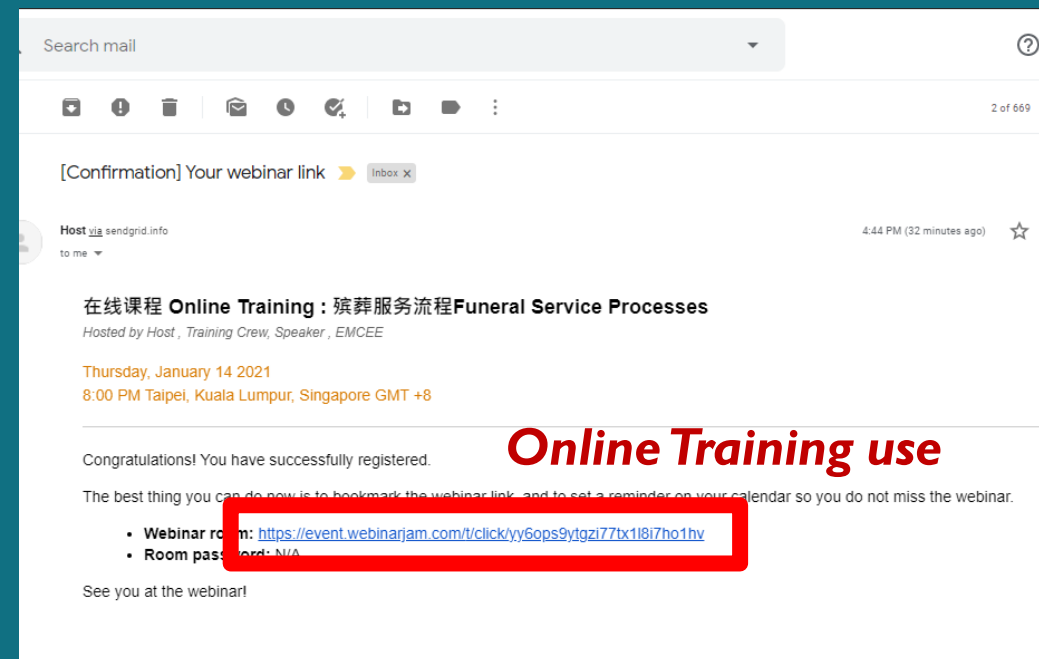 Search mail
2 of 669
[Confirmation] Your webinar link Inbox x
Host via sendgrid.info 4:44 PM (32 minutes ago)
to me
在线课程 Online Training : 殡葬服务流程Funeral Service Processes
Hosted by Host , Training Crew, Speaker , EMCEE
Thursday, January 14 2021
8:00 PM Taipei, Kuala Lumpur, Singapore GMT +8
Online Training use
Congratulations! You have successfully registered.
The best thing you can do now is to bookmark the webinar link, and to set a reminder on your calendar so you do not miss the webinar.
• Webinar room: https://event.webinarjam.com/t/click/yy6ops9ytgzi77tx1l8i7ho1hv
• Room password: N/A
See you at the webinar!